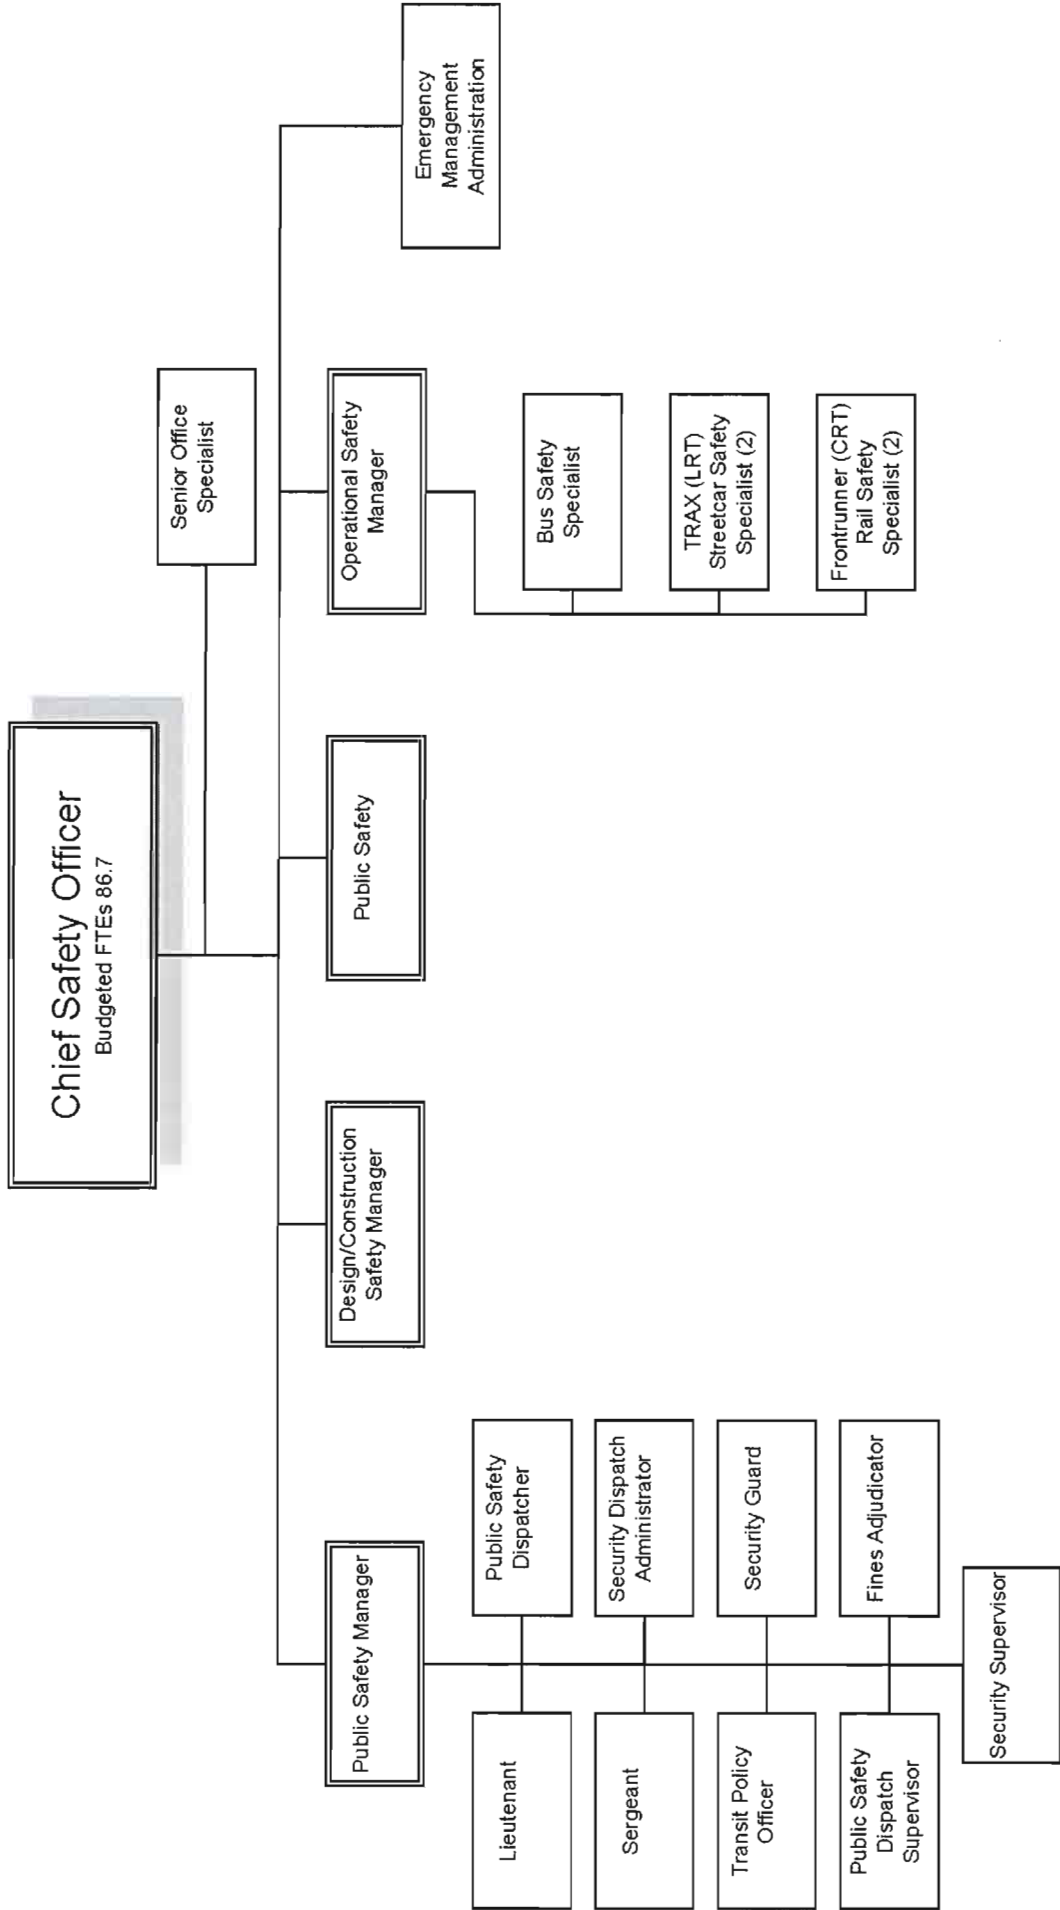 Chief Safety Officer
Budgeted FTEs 86.7
Senior Office
Specialist
Public Safety Manager
Design/Construction
Safety Manager
Public Safety
Operational Safety
Manager
Emergency
Management
Administration
Lieutenant
Public Safety
Dispatcher
Sergeant
Security Dispatch
Administrator
Transit Policy
Officer
Security Guard
Public Safety
Dispatch
Supervisor
Fines Adjudicator
Security Supervisor
Bus Safety
Specialist
TRAX (LRT)
Streetcar Safety
Specialist (2)
Frontrunner (CRT)
Rail Safety
Specialist (2)